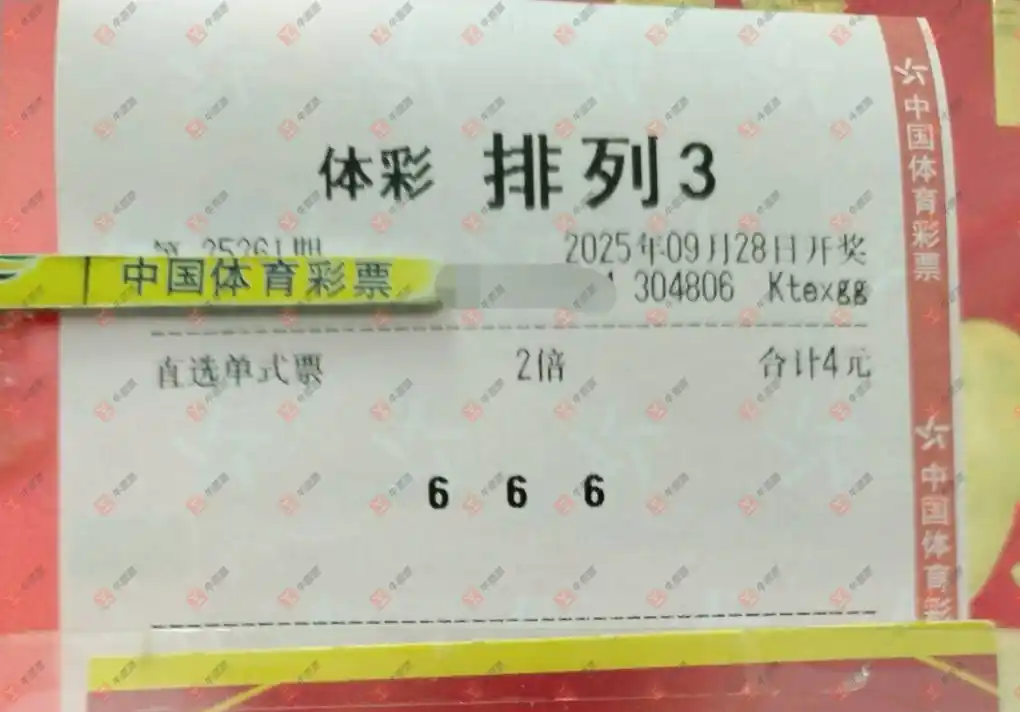 体彩 排列3
2025年09月28日开奖
中国体育彩票
304806 Ktexgg
直选单式票 2倍 合计4元
6 6 6
中国体育彩票
中国体育彩